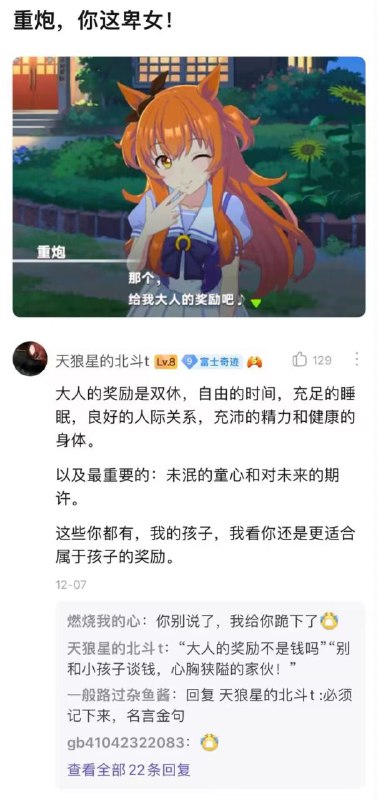 重炮，你这卑女！
重炮
那个，
给我大人的奖励吧♪
天狼星的北斗t Lv.8 9 富士奇迹 129
大人的奖励是双休，自由的时间，充足的睡
眠，良好的人际关系，充沛的精力和健康的
身体。
以及最重要的：未泯的童心和对未来的期
许。
这些你都有，我的孩子，我看你还是更适合
属于孩子的奖励。
12-07
燃烧我的心：你别说了，我给你跪下了
天狼星的北斗t：“大人的奖励不是钱吗”“别
和小孩子谈钱，心胸狭隘的家伙！”
一般路过杂鱼酱：回复 天狼星的北斗t :必须
记下来，名言金句
gb41042322083：
查看全部22条回复